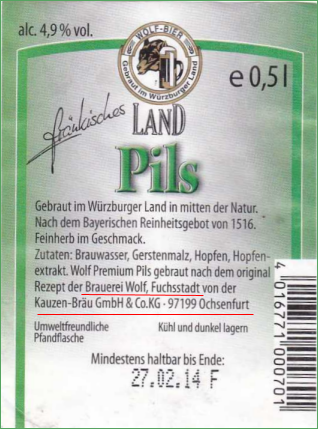 alc. 4,9 % vol.
WOLF-BIER
Gebraut im Würzburger Land
e 0,5 l
fränkisches
LAND
Pils
Gebraut im Würzburger Land in mitten der Natur.
Nach dem Bayerischen Reinheitsgebot von 1516.
Feinherb im Geschmack.
Zutaten: Brauwasser, Gerstenmalz, Hopfen, Hopfen-
extrakt. Wolf Premium Pils gebraut nach dem original
Rezept der Brauerei Wolf, Fuchsstadt von der
Kauzen-Bräu GmbH & Co.KG · 97199 Ochsenfurt
Umweltfreundliche
Pfandflasche
Kühl und dunkel lagern
Mindestens haltbar bis Ende:
27.02.14 F
4 016771 000701